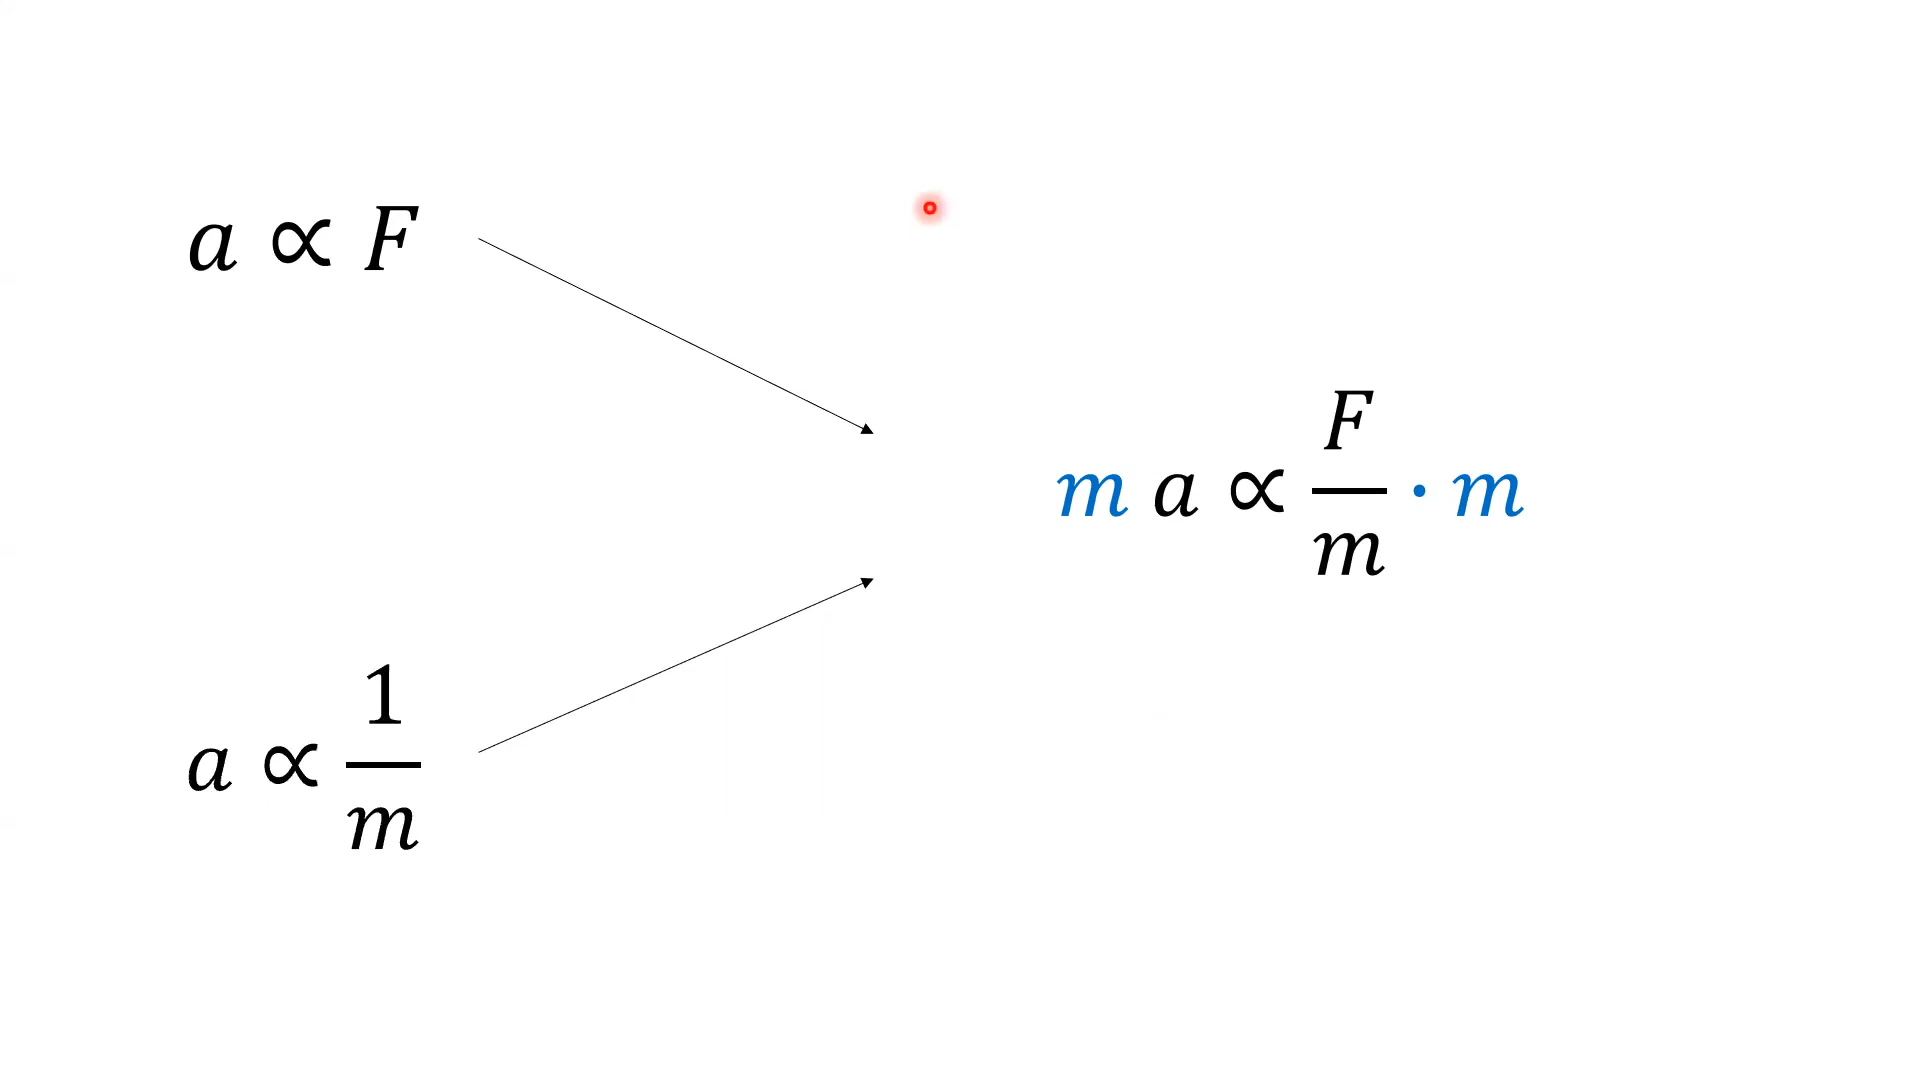 a ∝ F
a ∝ 1/m
m a ∝ F/m · m